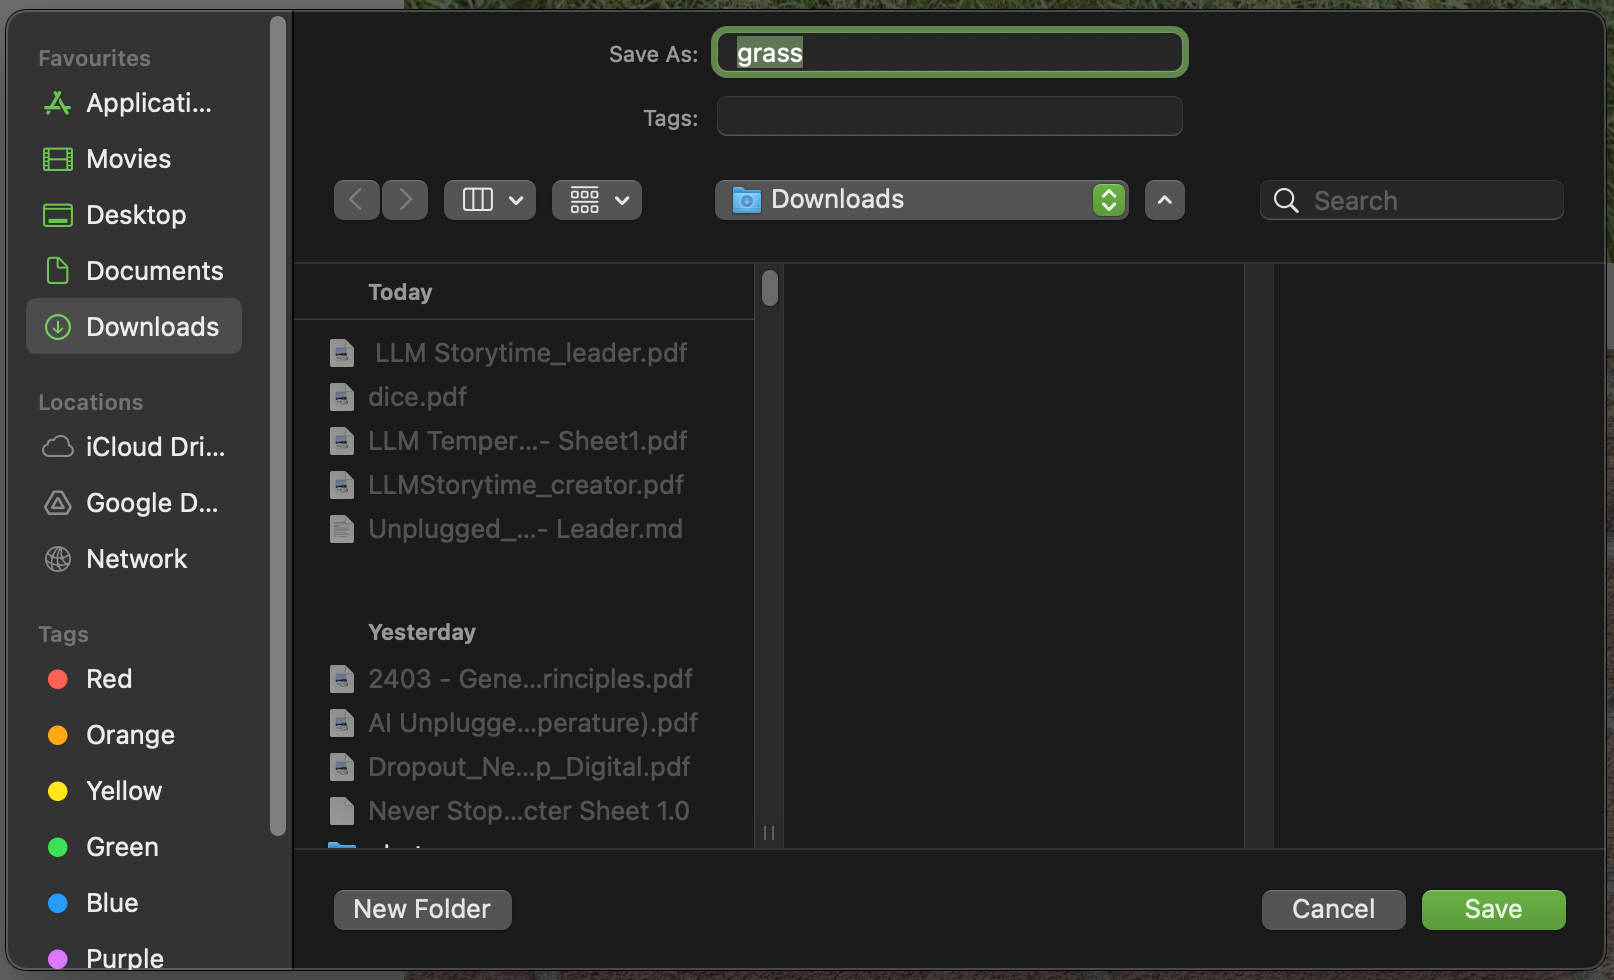 Favourites
Applicati...
Movies
Desktop
Documents
Downloads
Locations
iCloud Dri...
Google D...
Network
Tags
Red
Orange
Yellow
Green
Blue
Purple
Save As: grass
Tags:
Downloads
Search
Today
LLM Storytime_leader.pdf
dice.pdf
LLM Temper...- Sheet1.pdf
LLMStorytime_creator.pdf
Unplugged_...- Leader.md
Yesterday
2403 - Gene...rinciples.pdf
AI Unplugge...perature).pdf
Dropout_Ne...p_Digital.pdf
Never Stop...cter Sheet 1.0
New Folder
Cancel
Save